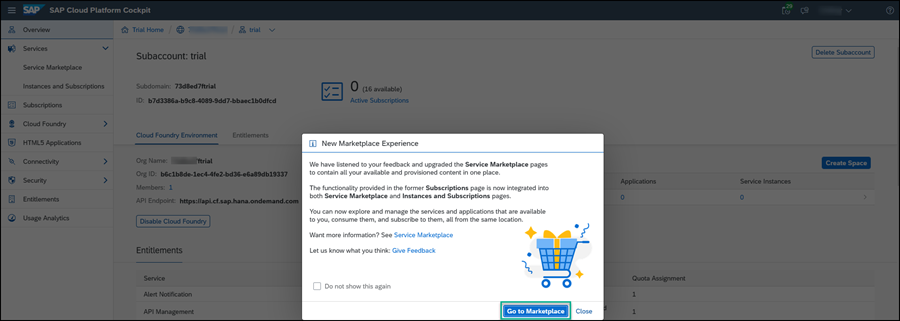 SAP SAP Cloud Platform Cockpit
25
Overview
Services
Service Marketplace
Instances and Subscriptions
Subscriptions
Cloud Foundry
HTML5 Applications
Connectivity
Security
Entitlements
Usage Analytics
Trial Home / / trial
Subaccount: trial
Delete Subaccount
Subdomain: 73d8ed7ftrial
ID: b7d3386a-b9c8-4089-9dd7-bbaec1b0dfcd
0 (16 available)
Active Subscriptions
Cloud Foundry Environment Entitlements
Org Name: ftrial
Org ID: b6c1b8de-1ec4-4fe2-bd36-e6a89db19337
Members: 1
API Endpoint: https://api.cf.sap.hana.ondemand.com
Disable Cloud Foundry
Create Space
Applications Service Instances
0 0
Entitlements
Service Quota Assignment
Alert Notification 1
API Management 1
New Marketplace Experience
We have listened to your feedback and upgraded the Service Marketplace pages
to contain all your available and provisioned content in one place.
The functionality provided in the former Subscriptions page is now integrated into
both Service Marketplace and Instances and Subscriptions pages.
You can now explore and manage the services and applications that are available
to you, consume them, and subscribe to them, all from the same location.
Want more information? See Service Marketplace
Let us know what you think: Give Feedback
Do not show this again
Go to Marketplace Close